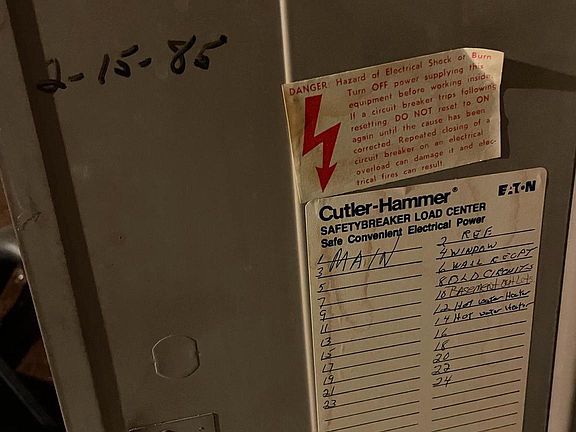 2-15-85
DANGER: Hazard of Electrical Shock or Burn
Turn OFF power supplying this
equipment before working inside.
If a circuit breaker trips following
resetting, DO NOT reset to ON
again until the cause has been
corrected. Repeated closing of a
circuit breaker on an electrical
overload can damage it and elec-
trical fires can result.
Cutler-Hammer® EATON
SAFETYBREAKER LOAD CENTER
Safe Convenient Electrical Power
1 MAIN
3
5
7
9
11
13
15
17
19
21
23
2 REF
4 WINDOW
6 WALL RECPT
8 OLD CIRCUITS
10 BASEMENT OUTLET
12 Hot water Heater
14 Hot water Heater
16
18
20
22
24